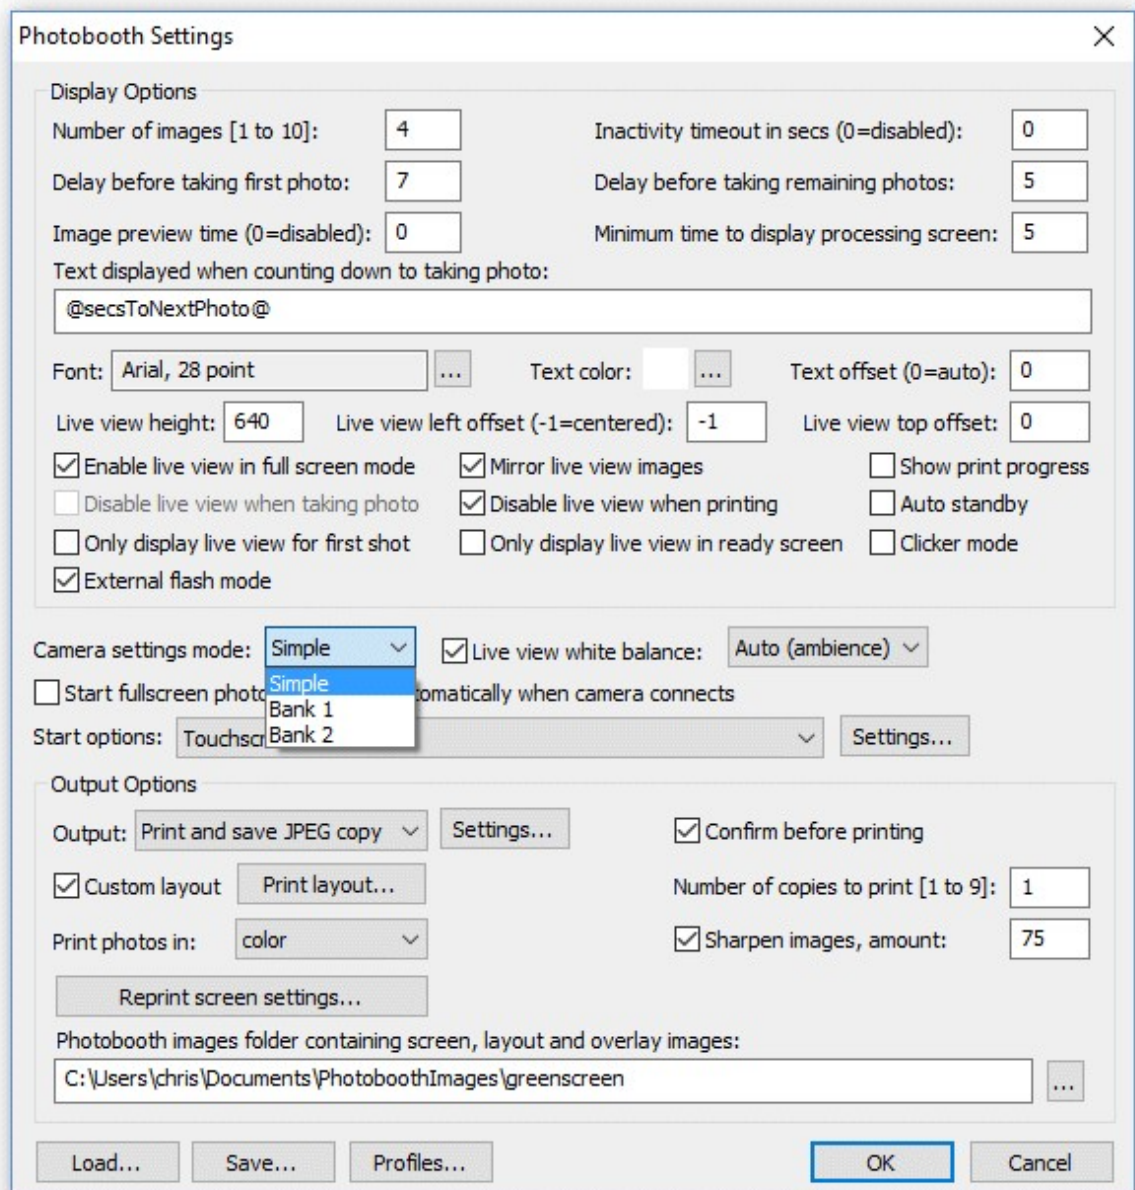 Photobooth Settings
Display Options
Number of images [1 to 10]: 4 Inactivity timeout in secs (0=disabled): 0
Delay before taking first photo: 7 Delay before taking remaining photos: 5
Image preview time (0=disabled): 0 Minimum time to display processing screen: 5
Text displayed when counting down to taking photo:
@secsToNextPhoto@
Font: Arial, 28 point ... Text color: ... Text offset (0=auto): 0
Live view height: 640 Live view left offset (-1=centered): -1 Live view top offset: 0
Enable live view in full screen mode Mirror live view images Show print progress
Disable live view when taking photo Disable live view when printing Auto standby
Only display live view for first shot Only display live view in ready screen Clicker mode
External flash mode
Camera settings mode: Simple Live view white balance: Auto (ambience)
Simple
Start fullscreen when camera connects
Bank 1
Start options: Settings...
Bank 2
Output Options
Output: Print and save JPEG copy Settings... Confirm before printing
Custom layout Print layout... Number of copies to print [1 to 9]: 1
Print photos in: color Sharpen images, amount: 75
Reprint screen settings...
Photobooth images folder containing screen, layout and overlay images:
C:\Users\chris\Documents\PhotoboothImages\greenscreen ...
Load... Save... Profiles... OK Cancel